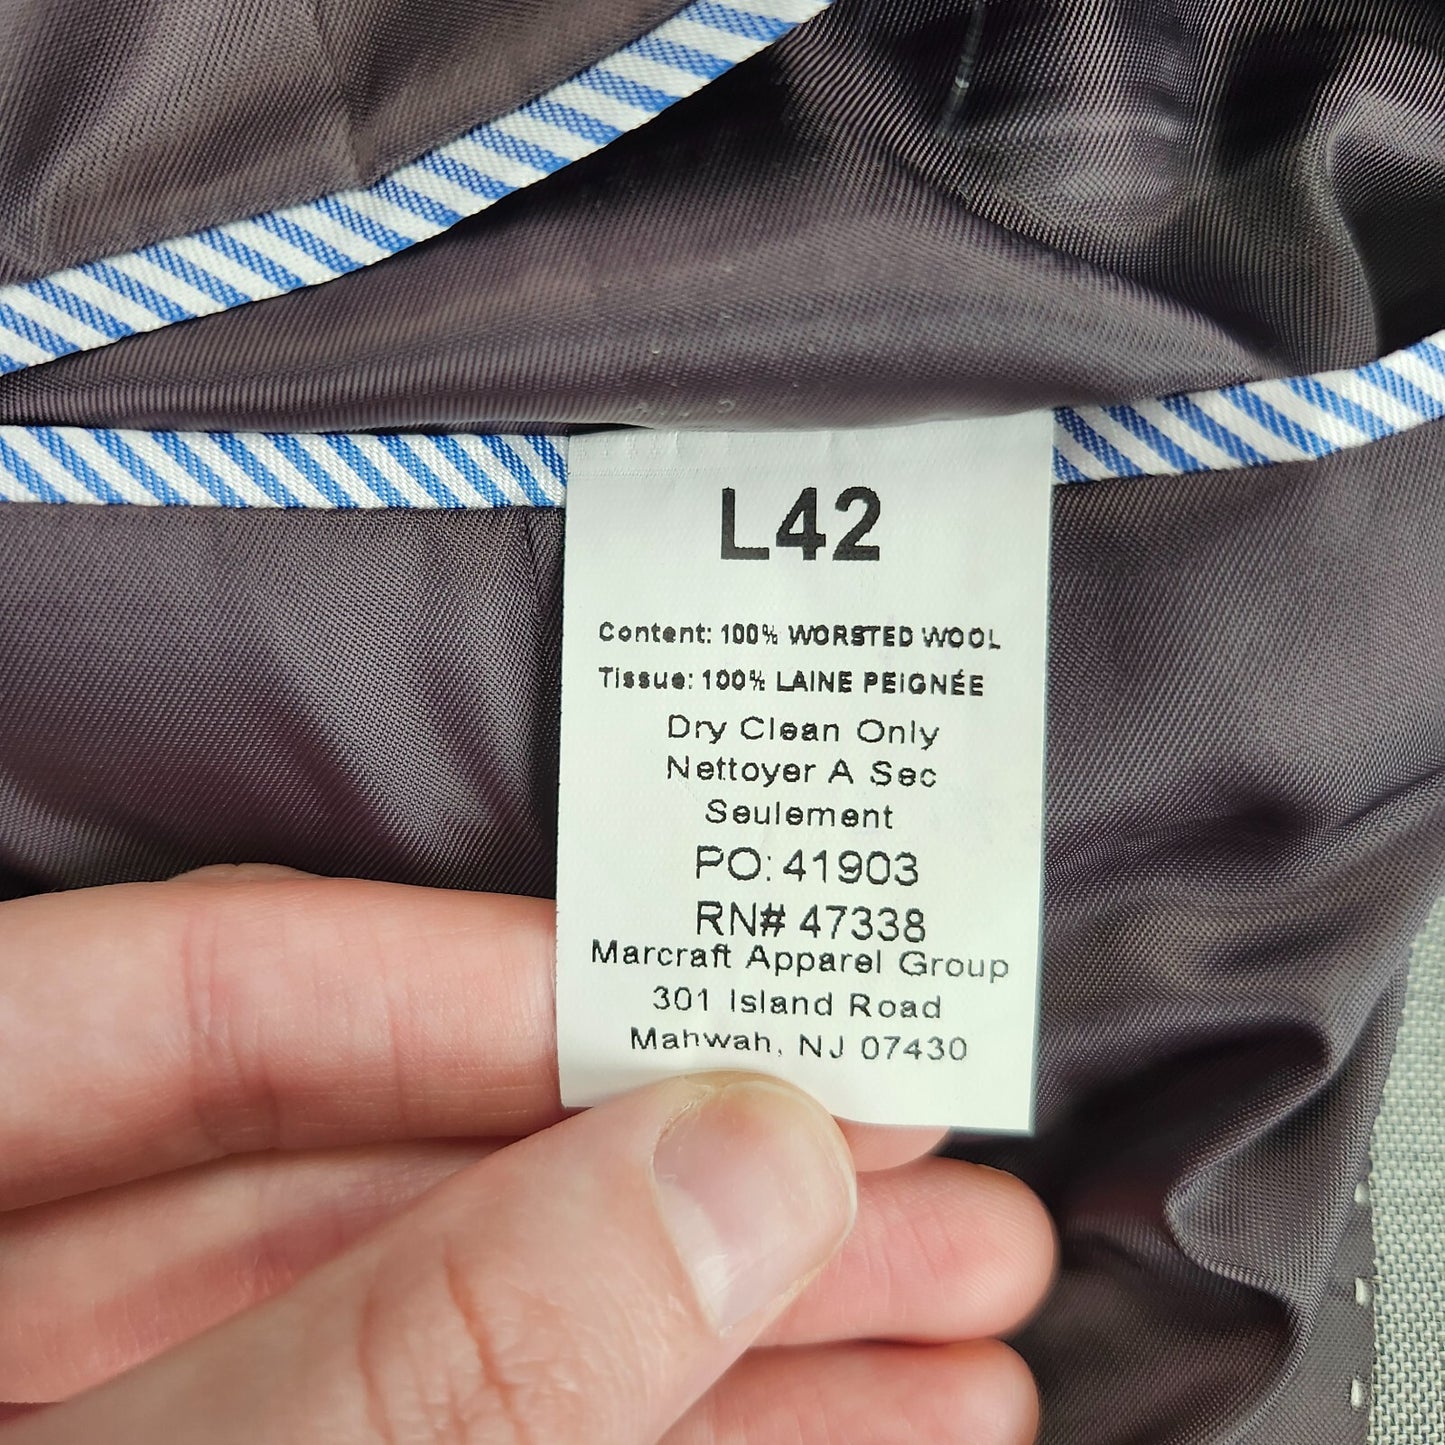 L42
Content: 100% WORSTED WOOL
Tissue: 100% LAINE PEIGNÉE
Dry Clean Only
Nettoyer A Sec
Seulement
PO: 41903
RN# 47338
Marcraft Apparel Group
301 Island Road
Mahwah, NJ 07430